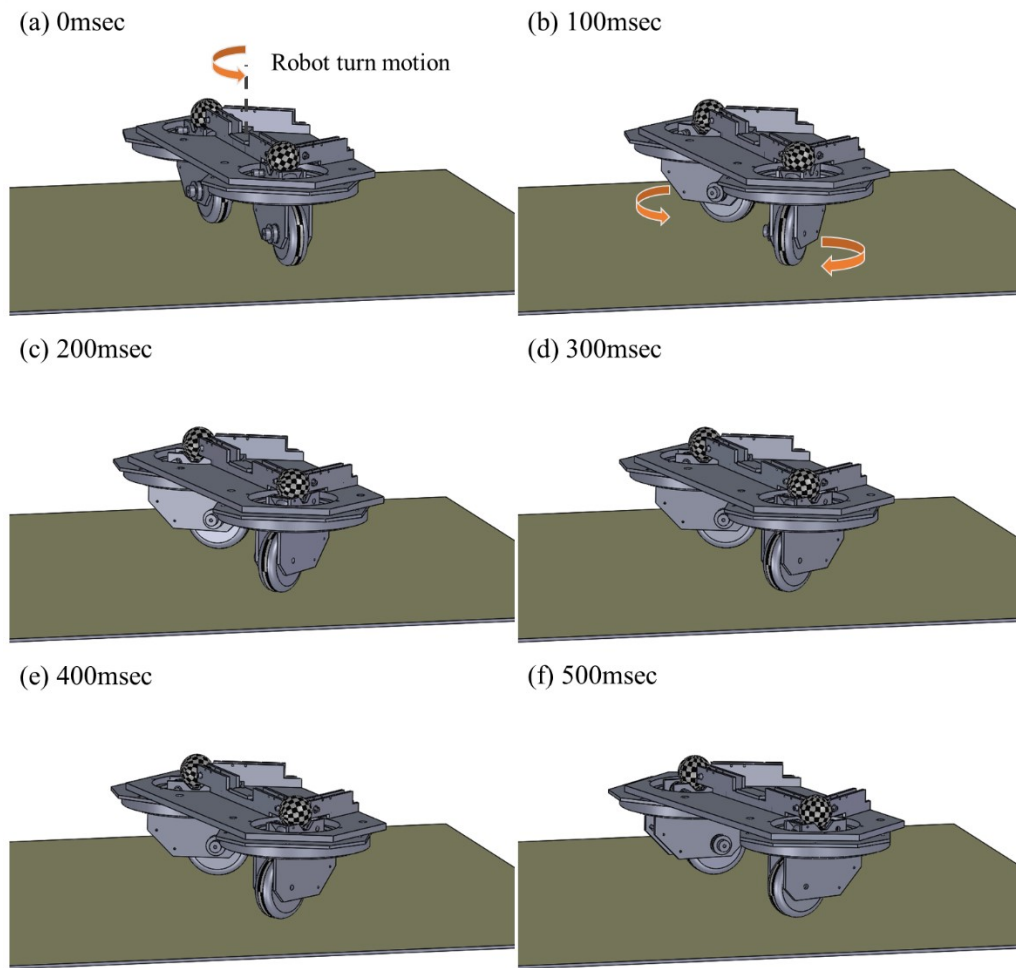 (a) 0msec
Robot turn motion
(b) 100msec
(c) 200msec
(d) 300msec
(e) 400msec
(f) 500msec